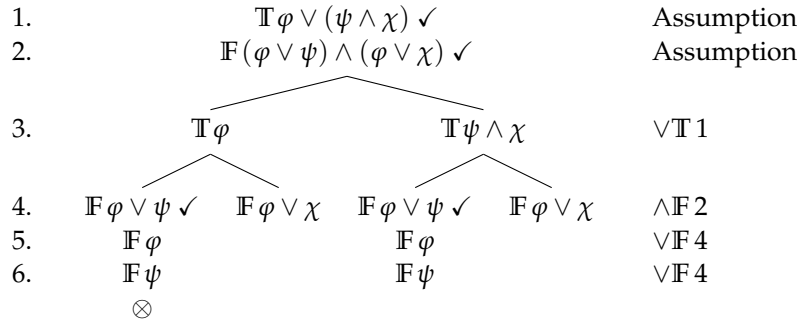 1. 𝕋φ ∨ (ψ ∧ χ) ✓ Assumption
2. 𝔽(φ ∨ ψ) ∧ (φ ∨ χ) ✓ Assumption
3. 𝕋φ 𝕋ψ ∧ χ ∨𝕋 1
4. 𝔽φ ∨ ψ ✓ 𝔽φ ∨ χ 𝔽φ ∨ ψ ✓ 𝔽φ ∨ χ ∧𝔽 2
5. 𝔽φ 𝔽φ ∨𝔽 4
6. 𝔽ψ 𝔽ψ ∨𝔽 4
⊗